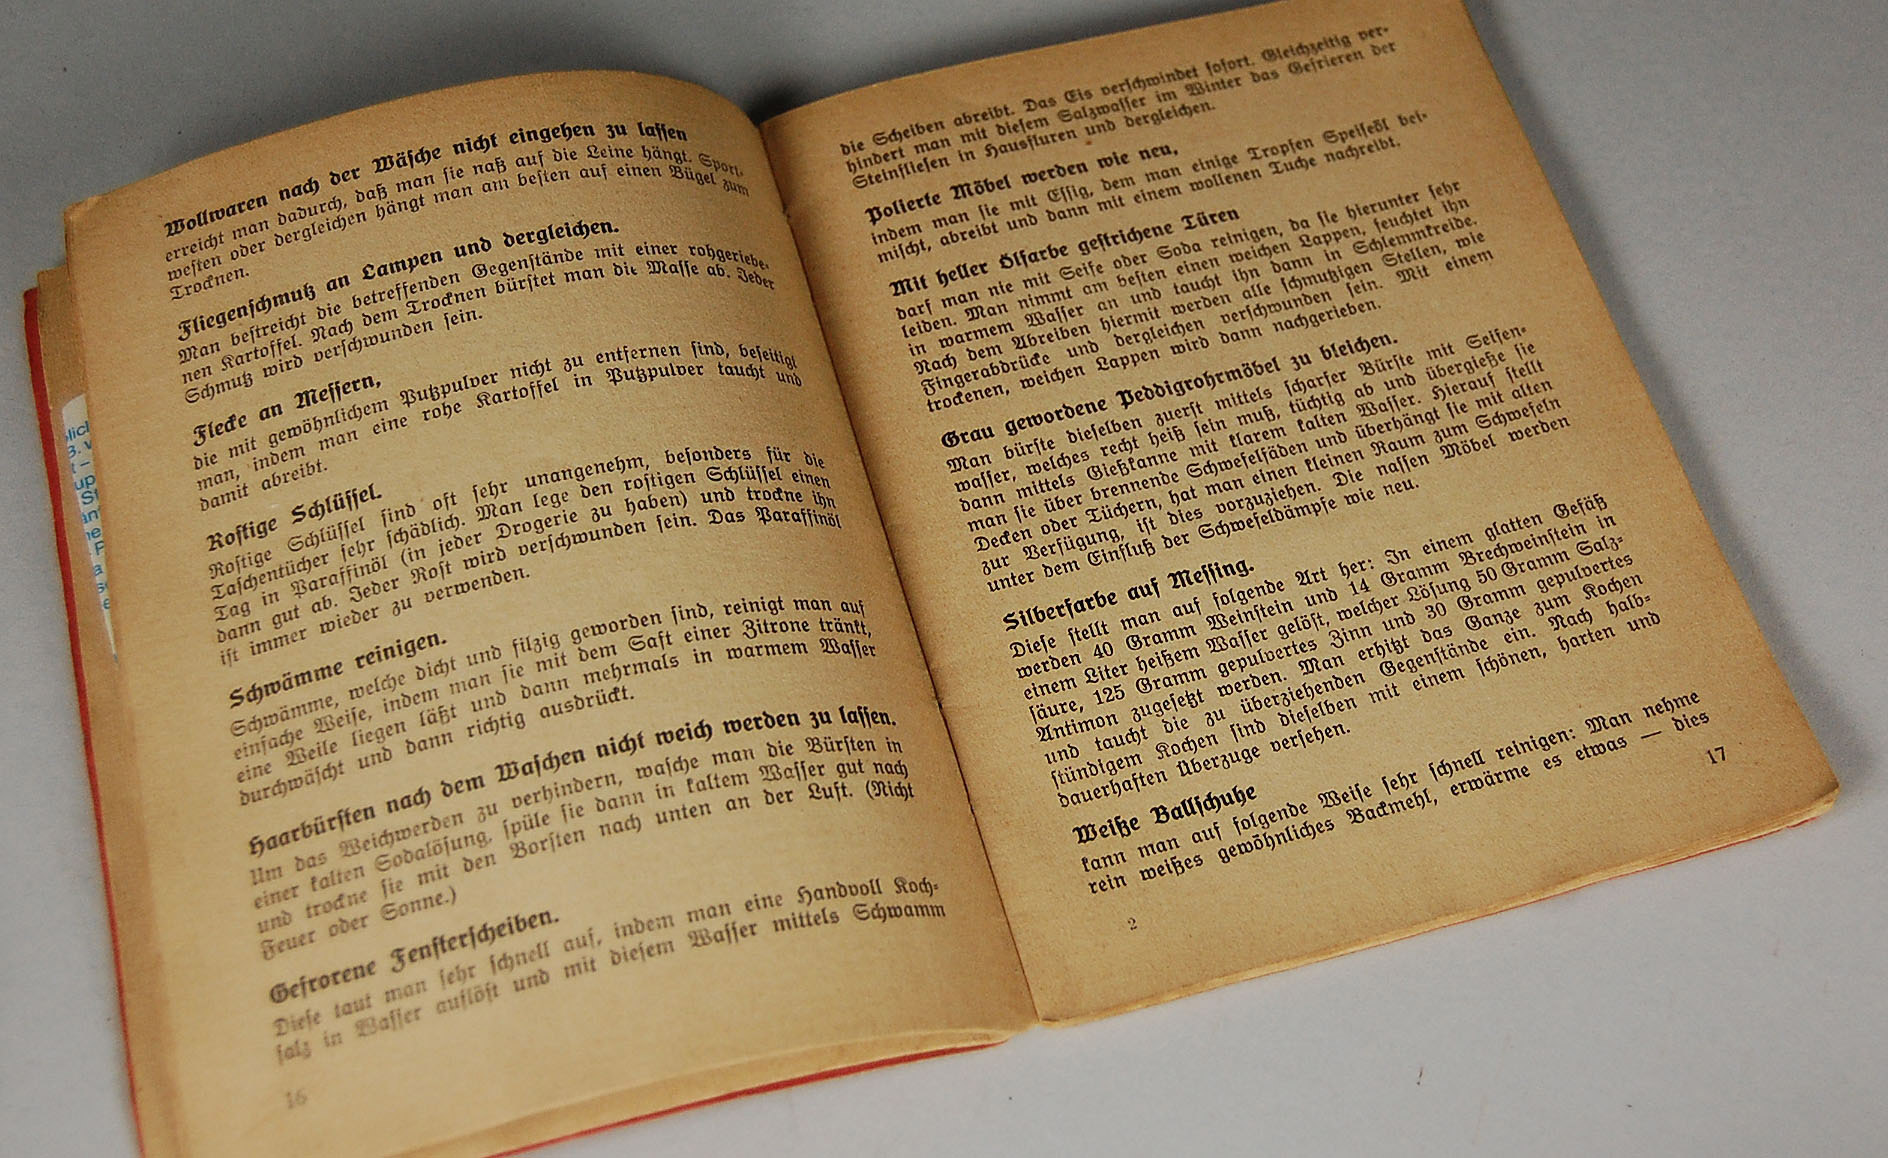 Wollwaren nach der Wäsche nicht eingehen zu lassen
erreicht man dadurch, daß man sie naß auf die Leine hängt. Sport-
westen oder dergleichen hängt man am besten auf einen Bügel zum
Trocknen.
Fliegenschmutz an Lampen und dergleichen.
Man bestreicht die betreffenden Gegenstände mit einer rohgeriebe-
nen Kartoffel. Nach dem Trocknen bürstet man die Masse ab. Jeder
Schmutz wird verschwunden sein.
Flecke an Messern,
die mit gewöhnlichem Putzpulver nicht zu entfernen sind, beseitigt
man, indem man eine rohe Kartoffel in Putzpulver taucht und
damit abreibt.
Rostige Schlüssel.
Rostige Schlüssel sind oft sehr unangenehm, besonders für die
Taschentücher sehr schädlich. Man lege den rostigen Schlüssel einen
Tag in Paraffinöl (in jeder Drogerie zu haben) und trockne ihn
dann gut ab. Jeder Rost wird verschwunden sein. Das Paraffinöl
ist immer wieder zu verwenden.
Schwämme reinigen.
Schwämme, welche dicht und filzig geworden sind, reinigt man auf
einfache Weise, indem man sie mit dem Saft einer Zitrone tränkt,
eine Weile liegen läßt und dann mehrmals in warmem Wasser
durchwäscht und dann richtig ausdrückt.
Haarbürsten nach dem Waschen nicht weich werden zu lassen.
Um das Weichwerden zu verhindern, wasche man die Bürsten in
einer kalten Sodalösung, spüle sie dann in kaltem Wasser gut nach
und trockne sie mit den Borsten nach unten an der Luft. (Nicht
Feuer oder Sonne.)
Gefrorene Fensterscheiben.
Diese taut man sehr schnell auf, indem man eine Handvoll Koch-
salz in Wasser auflöst und mit diesem Wasser mittels Schwamm
16
die Scheiben abreibt. Das Eis verschwindet sofort. Gleichzeitig ver-
hindert man mit diesem Salzwasser im Winter das Gefrieren der
Steinfliesen in Hausfluren und dergleichen.
Polierte Möbel werden wie neu,
indem man sie mit Essig, dem man einige Tropfen Speiseöl bei-
mischt, abreibt und dann mit einem wollenen Tuche nachreibt.
Mit heller Ölfarbe gestrichene Türen
darf man nie mit Seife oder Soda reinigen, da sie hierunter sehr
leiden. Man nimmt am besten einen weichen Lappen, feuchtet ihn
in warmem Wasser an und taucht ihn dann in Schlemmkreide.
Nach dem Abreiben hiermit werden alle schmutzigen Stellen, wie
Fingerabdrücke und dergleichen verschwunden sein. Mit einem
trockenen, weichen Lappen wird dann nachgerieben.
Grau gewordene Peddigrohrmöbel zu bleichen.
Man bürste dieselben zuerst mittels scharfer Bürste mit Seifen-
wasser, welches recht heiß sein muß, tüchtig ab und übergieße sie
dann mittels Gießkanne mit klarem kalten Wasser. Hierauf stellt
man sie über brennende Schwefelfäden und überhängt sie mit alten
Decken oder Tüchern, hat man einen kleinen Raum zum Schwefeln
zur Verfügung, ist dies vorzuziehen. Die nassen Möbel werden
unter dem Einfluß der Schwefeldämpfe wie neu.
Silberfarbe auf Messing.
Diese stellt man auf folgende Art her: In einem glatten Gefäß
werden 40 Gramm Weinstein und 14 Gramm Brechweinstein in
einem Liter heißem Wasser gelöst, welcher Lösung 50 Gramm Salz-
säure, 125 Gramm gepulvertes Zinn und 30 Gramm gepulvertes
Antimon zugesetzt werden. Man erhitzt das Ganze zum Kochen
und taucht die zu überziehenden Gegenstände ein. Nach halb-
stündigem Kochen sind dieselben mit einem schönen, harten und
dauerhaften Überzuge versehen.
Weiße Ballschuhe
kann man auf folgende Weise sehr schnell reinigen: Man nehme
rein weißes gewöhnliches Backmehl, erwärme es etwas — dies
2
17